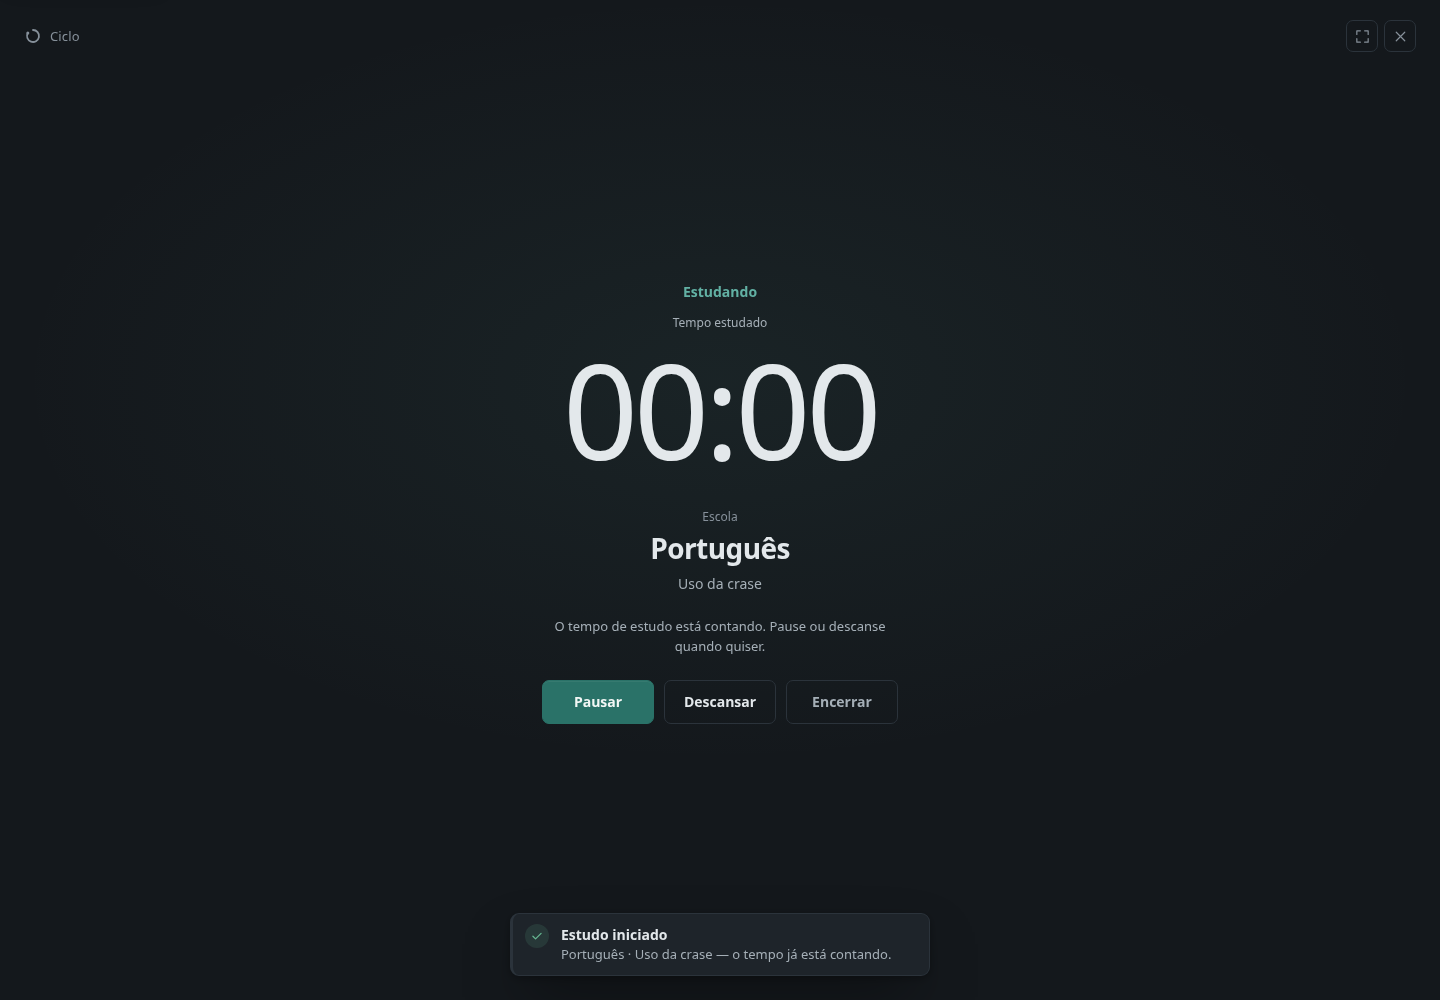 Ciclo
Estudando
Tempo estudado
00:00
Escola
Português
Uso da crase
O tempo de estudo está contando. Pause ou descanse
quando quiser.
Pausar
Descansar
Encerrar
Estudo iniciado
Português · Uso da crase — o tempo já está contando.